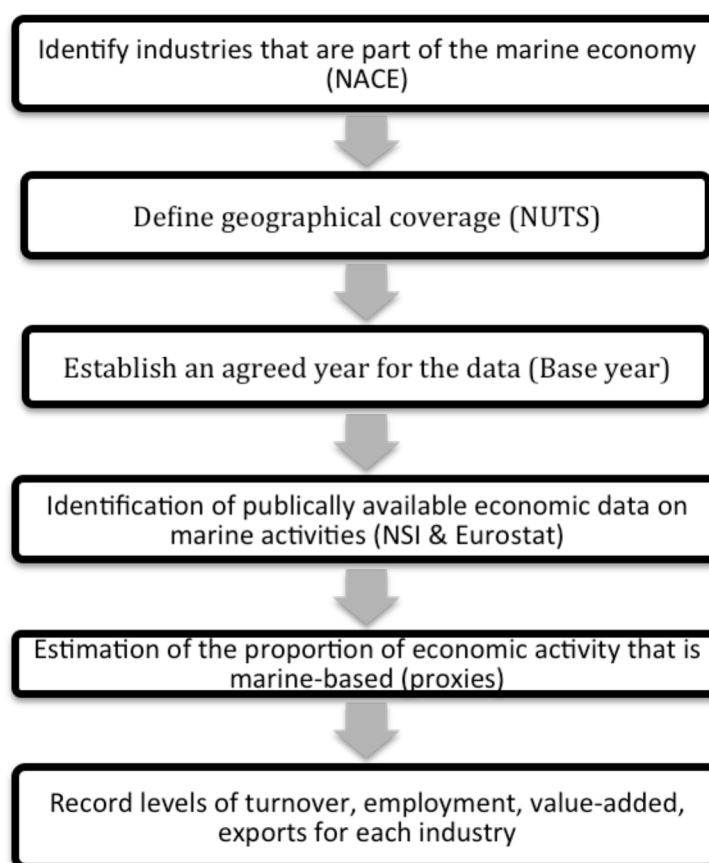 Identify industries that are part of the marine economy
(NACE)
Define geographical coverage (NUTS)
Establish an agreed year for the data (Base year)
Identification of publically available economic data on
marine activities (NSI & Eurostat)
Estimation of the proportion of economic activity that is
marine-based (proxies)
Record levels of turnover, employment, value-added,
exports for each industry